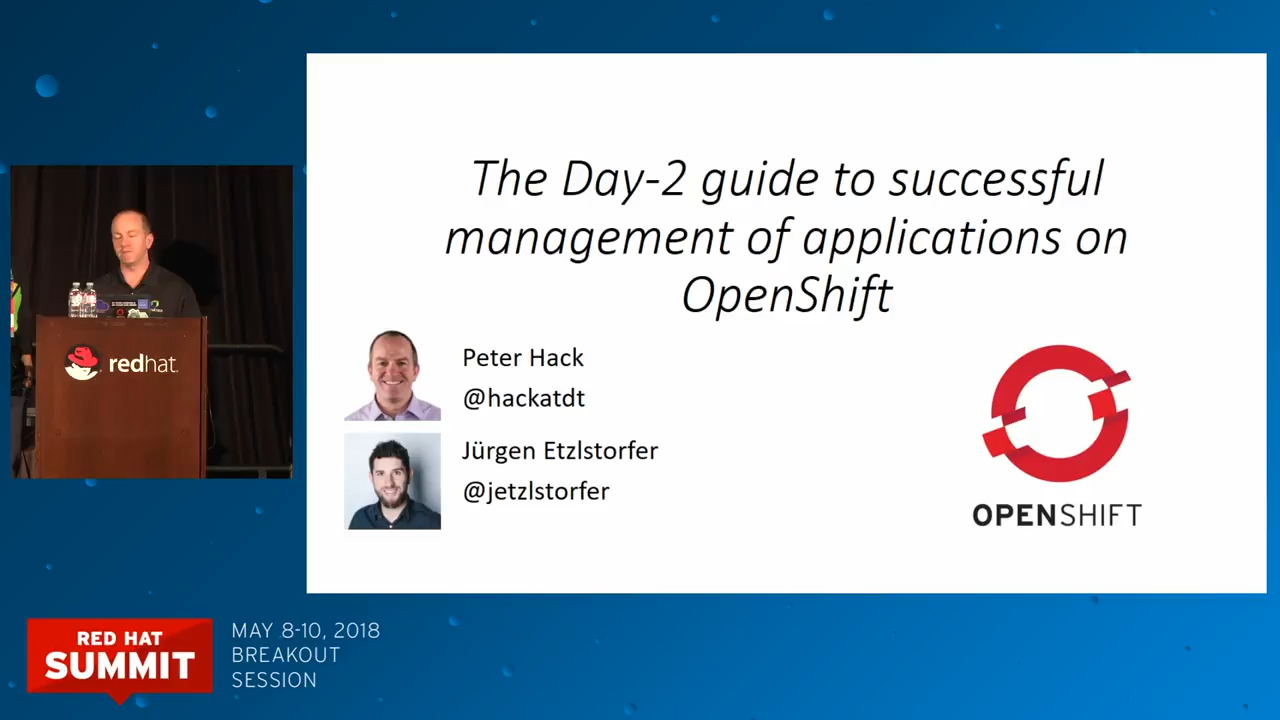 The Day-2 guide to successful
management of applications on
OpenShift
Peter Hack
@hackatdt
Jürgen Etzlstorfer
@jetzlstorfer
OPENSHIFT
redhat.
RED HAT
SUMMIT
MAY 8-10, 2018
BREAKOUT
SESSION